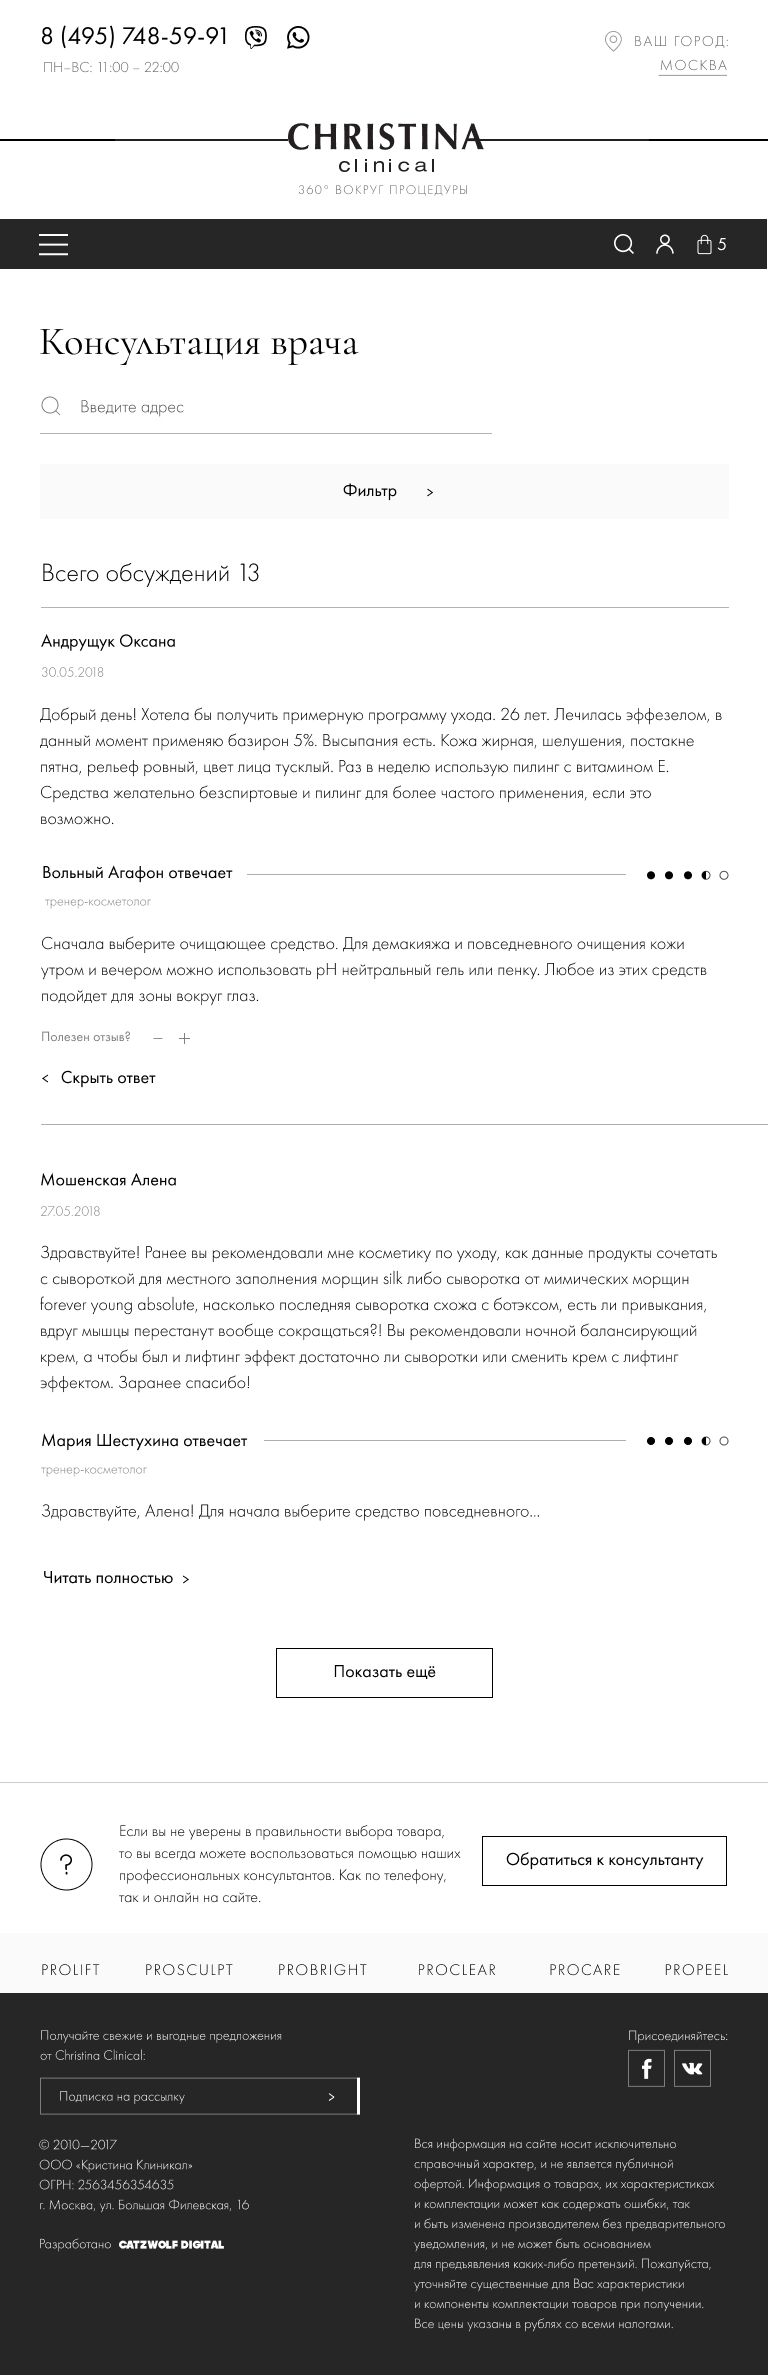 8 (495) 748-59-91
ПН–ВС: 11:00 – 22:00
ВАШ ГОРОД:
МОСКВА
CHRISTINA
clinical
360° ВОКРУГ ПРОЦЕДУРЫ
5
Консультация врача
Введите адрес
Фильтр >
Всего обсуждений 13
Андрущук Оксана
30.05.2018
Добрый день! Хотела бы получить примерную программу ухода. 26 лет. Лечилась эффезелом, в
данный момент применяю базирон 5%. Высыпания есть. Кожа жирная, шелушения, постакне
пятна, рельеф ровный, цвет лица тусклый. Раз в неделю использую пилинг с витамином Е.
Средства желательно безспиртовые и пилинг для более частого применения, если это
возможно.
Вольный Агафон отвечает
тренер-косметолог
Сначала выберите очищающее средство. Для демакияжа и повседневного очищения кожи
утром и вечером можно использовать pH нейтральный гель или пенку. Любое из этих средств
подойдет для зоны вокруг глаз.
Полезен отзыв? – +
< Скрыть ответ
Мошенская Алена
27.05.2018
Здравствуйте! Ранее вы рекомендовали мне косметику по уходу, как данные продукты сочетать
с сывороткой для местного заполнения морщин silk либо сыворотка от мимических морщин
forever young absolute, насколько последняя сыворотка схожа с ботэксом, есть ли привыкания,
вдруг мышцы перестанут вообще сокращаться?! Вы рекомендовали ночной балансирующий
крем, а чтобы был и лифтинг эффект достаточно ли сыворотки или сменить крем с лифтинг
эффектом. Заранее спасибо!
Мария Шестухина отвечает
тренер-косметолог
Здравствуйте, Алена! Для начала выберите средство повседневного...
Читать полностью >
Показать ещё
?
Если вы не уверены в правильности выбора товара,
то вы всегда можете воспользоваться помощью наших
профессиональных консультантов. Как по телефону,
так и онлайн на сайте.
Обратиться к консультанту
PROLIFT PROSCULPT PROBRIGHT PROCLEAR PROCARE PROPEEL
Получайте свежие и выгодные предложения
от Christina Clinical:
Подписка на рассылку >
Присоединяйтесь:
© 2010—2017
ООО «Кристина Клиникал»
ОГРН: 2563456354635
г. Москва, ул. Большая Филевская, 16
Разработано CATZWOLF DIGITAL
Вся информация на сайте носит исключительно
справочный характер, и не является публичной
офертой. Информация о товарах, их характеристиках
и комплектации может как содержать ошибки, так
и быть изменена производителем без предварительного
уведомления, и не может быть основанием
для предъявления каких-либо претензий. Пожалуйста,
уточняйте существенные для Вас характеристики
и компоненты комплектации товаров при получении.
Все цены указаны в рублях со всеми налогами.